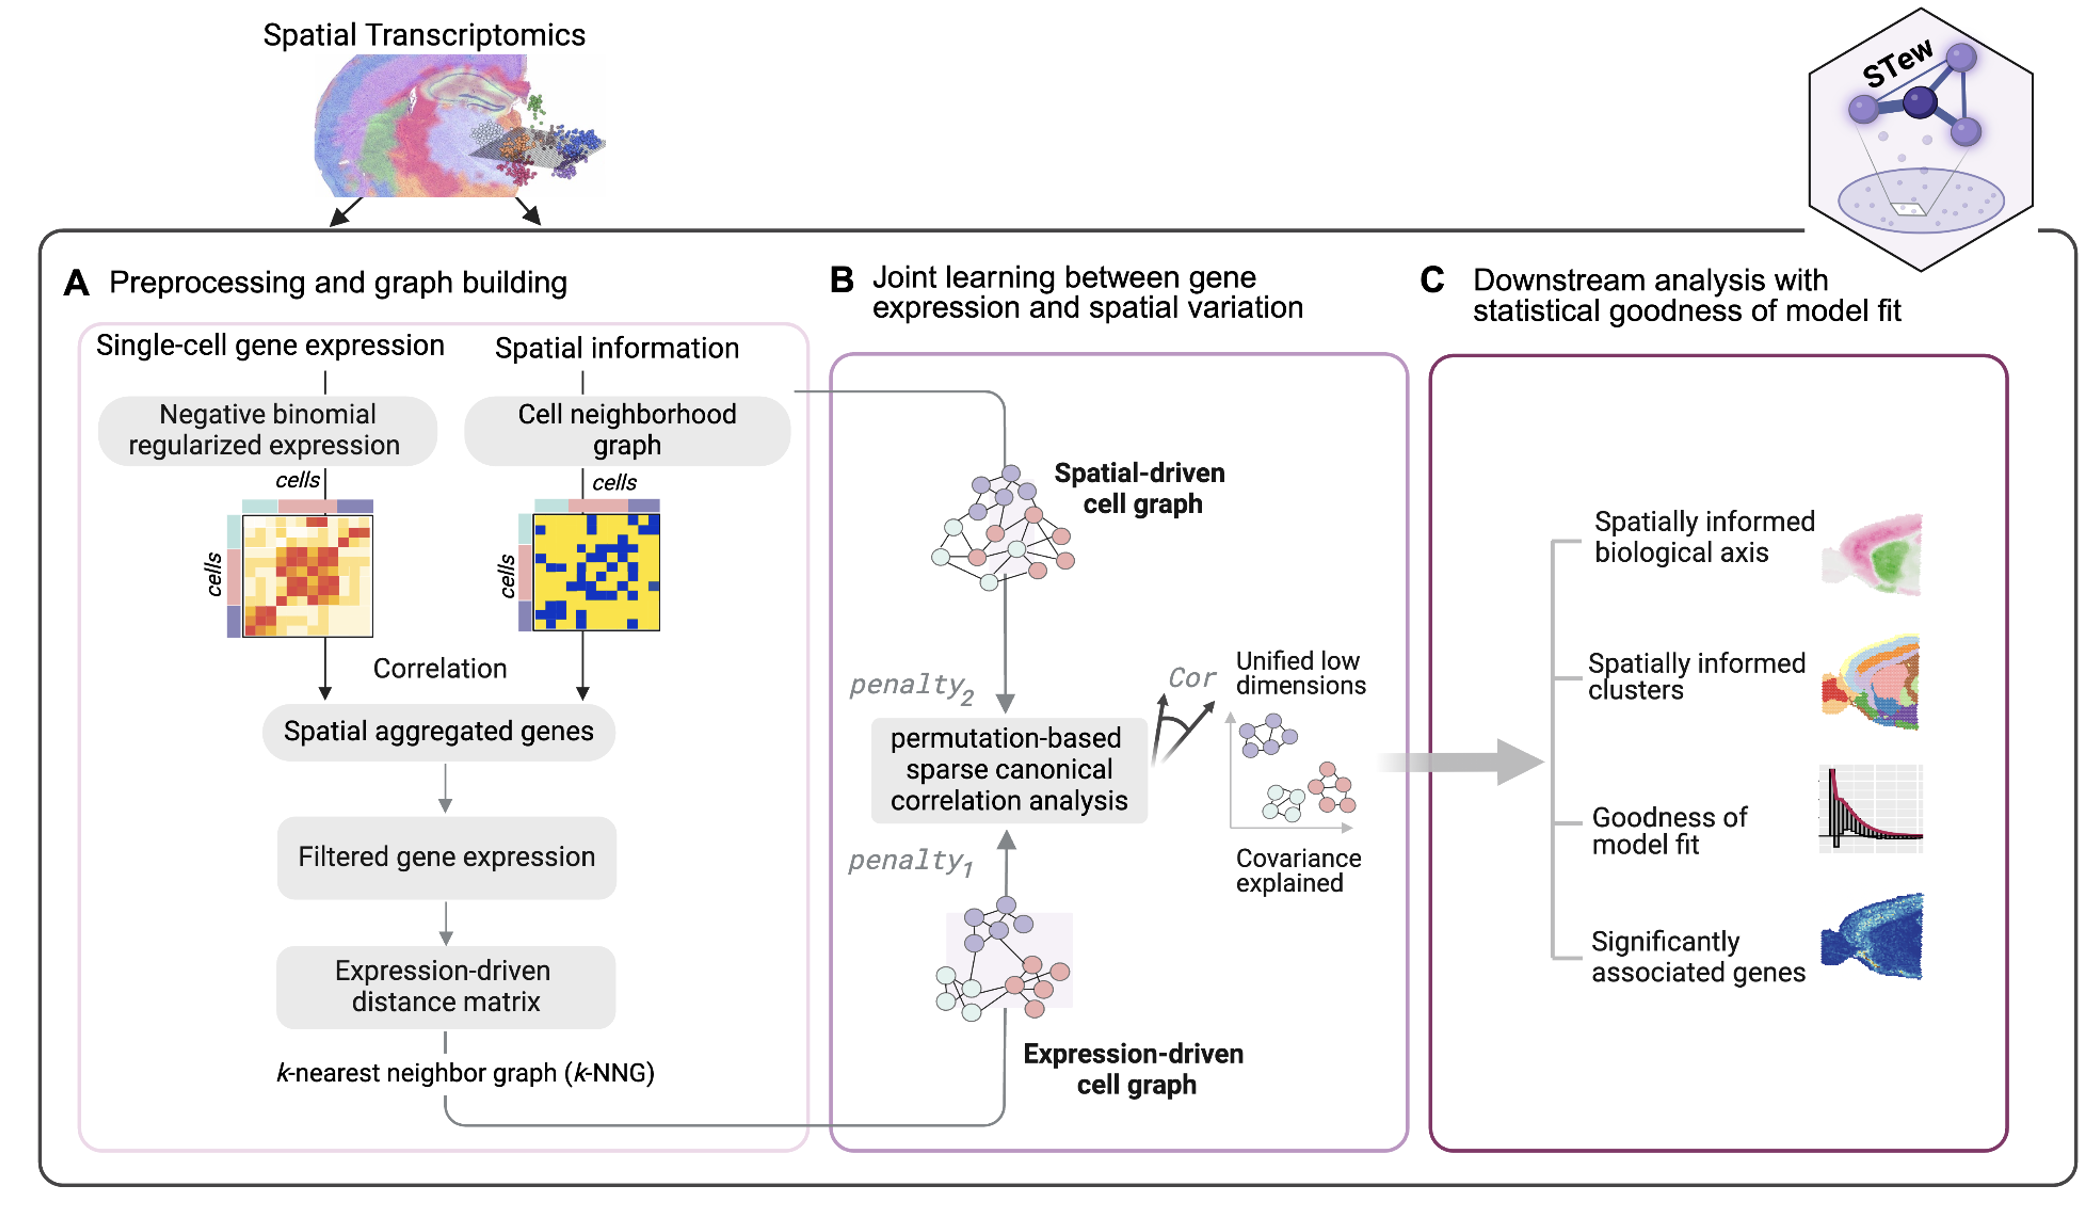 Spatial Transcriptomics
STew
A Preprocessing and graph building
Single-cell gene expression
Spatial information
Negative binomial
regularized expression
Cell neighborhood
graph
cells
cells
cells
cells
Correlation
Spatial aggregated genes
Filtered gene expression
Expression-driven
distance matrix
k-nearest neighbor graph (k-NNG)
B Joint learning between gene
expression and spatial variation
Spatial-driven
cell graph
penalty2
permutation-based
sparse canonical
correlation analysis
penalty1
Cor
Unified low
dimensions
Covariance
explained
Expression-driven
cell graph
C Downstream analysis with
statistical goodness of model fit
Spatially informed
biological axis
Spatially informed
clusters
Goodness of
model fit
Significantly
associated genes